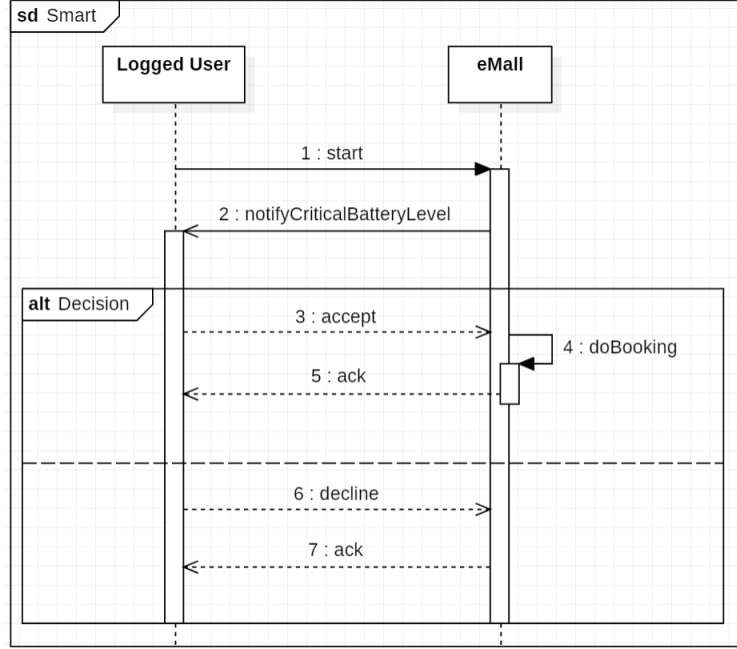 sd Smart
Logged User
eMall
1 : start
2 : notifyCriticalBatteryLevel
alt Decision
3 : accept
4 : doBooking
5 : ack
6 : decline
7 : ack